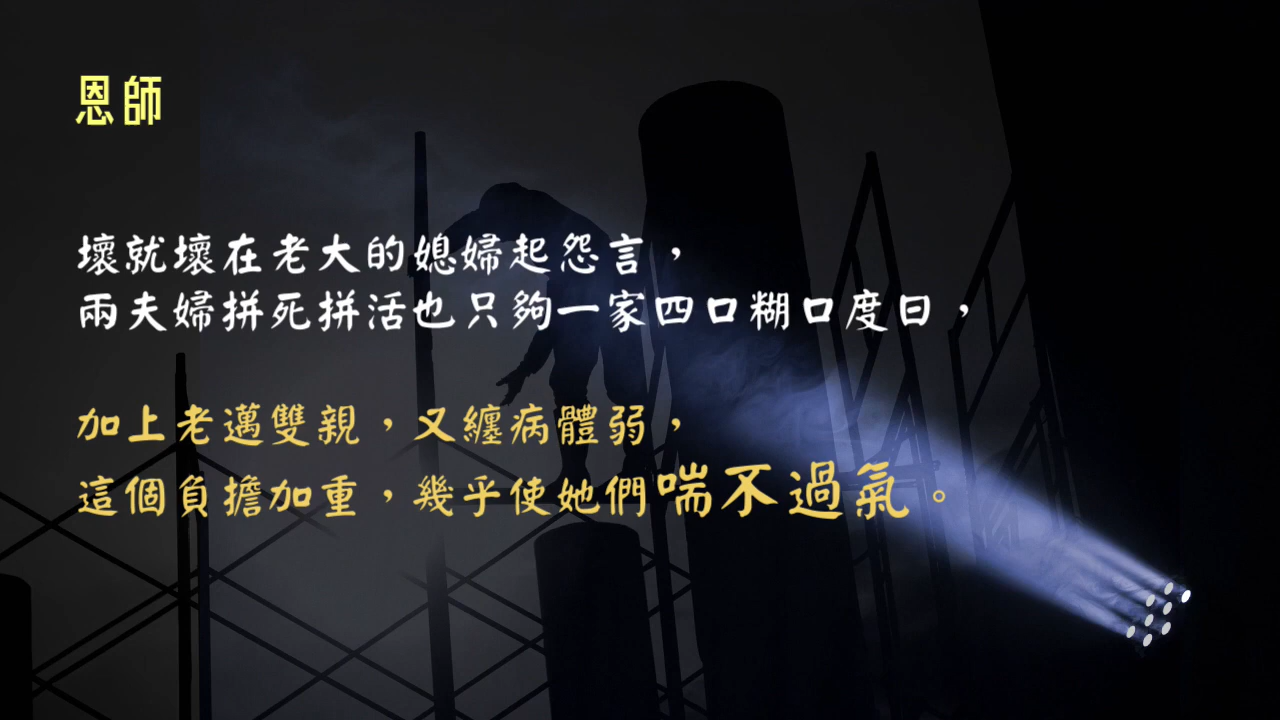 恩師
壞就壞在老大的媳婦起怨言，
兩夫婦拼死拼活也只夠一家四口糊口度日，
加上老邁雙親，又纏病體弱，
這個負擔加重，幾乎使她們喘不過氣。